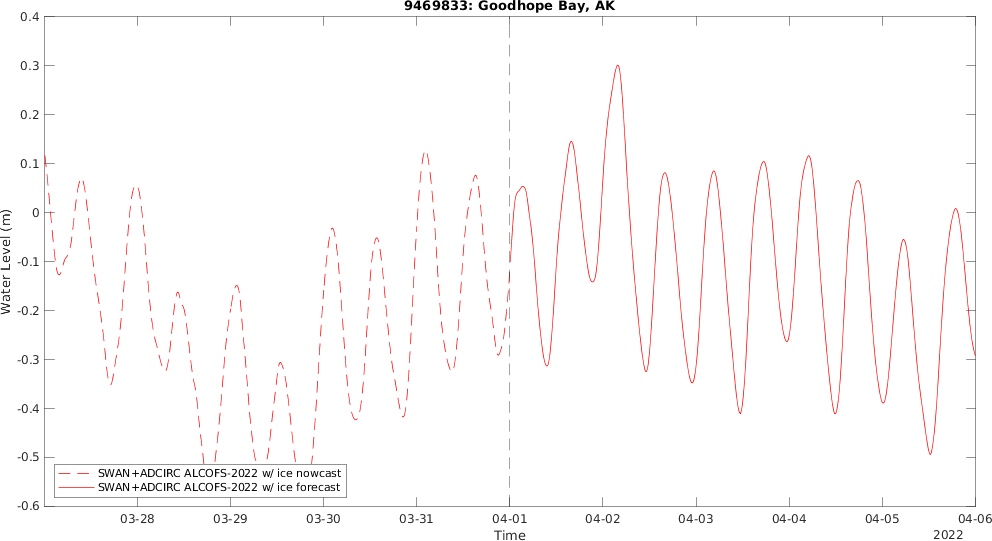 9469833: Goodhope Bay, AK
Water Level (m)
0.4
0.3
0.2
0.1
0
-0.1
-0.2
-0.3
-0.4
-0.5
-0.6
SWAN+ADCIRC ALCOFS-2022 w/ ice nowcast
SWAN+ADCIRC ALCOFS-2022 w/ ice forecast
03-28 03-29 03-30 03-31 04-01 04-02 04-03 04-04 04-05 04-06
Time
2022